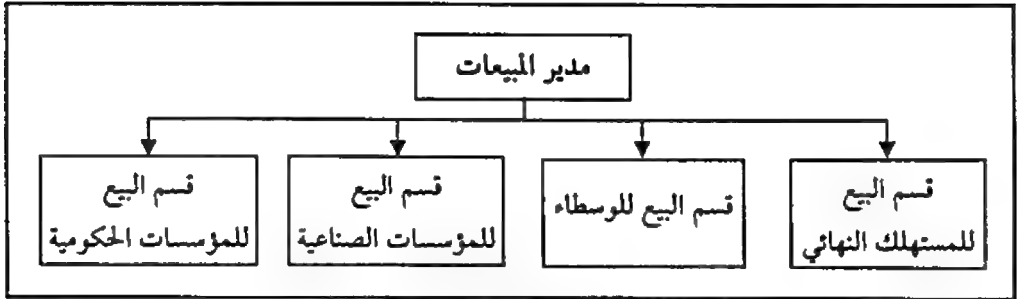 مدير المبيعات
قسم البيع
للمستهلك النهائي
قسم البيع للوسطاء
قسم البيع
للمؤسسات الصناعية
قسم البيع
للمؤسسات الحكومية